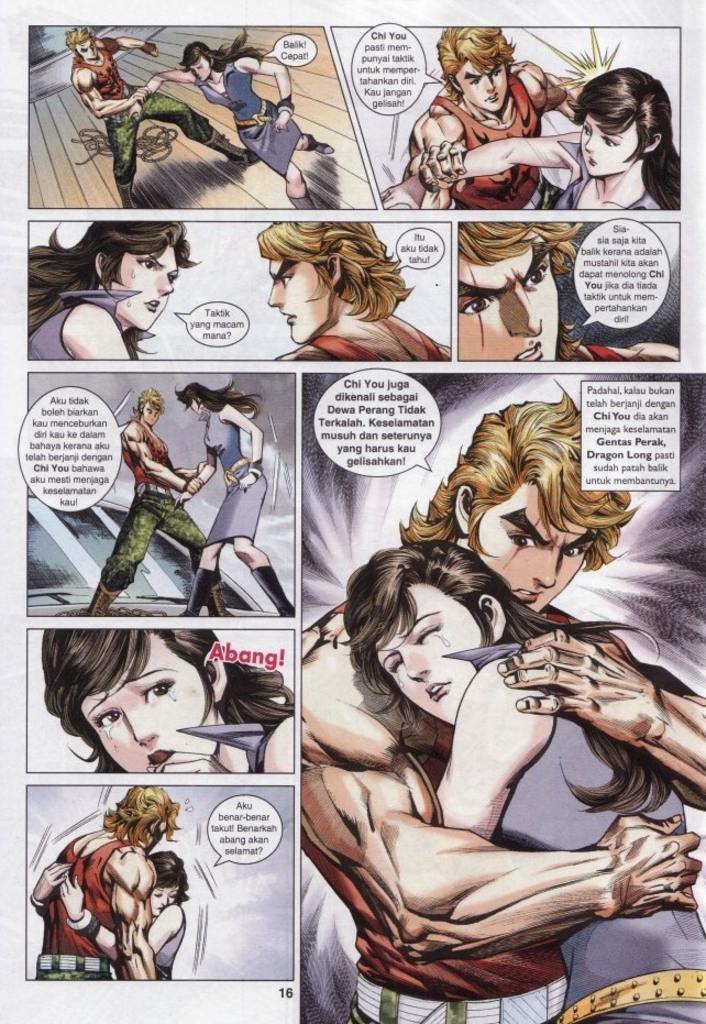 Balik!
Cepat!
Chi You
pasti mem-
punyai taktik
untuk memper-
tahankan diri.
Kau jangan
gelisah!
Taktik
yang macam
mana?
Itu
aku tidak
tahu!
Sia-
sia saja kita
balik kerana adalah
mustahil kita akan
dapat menolong Chi
You jika dia tiada
taktik untuk mem-
pertahankan
diri!
Aku tidak
boleh biarkan
kau menceburkan
diri kau ke dalam
bahaya kerana aku
telah berjanji dengan
Chi You bahawa
aku mesti menjaga
keselamatan
kau!
Chi You juga
dikenali sebagai
Dewa Perang Tidak
Terkalah. Keselamatan
musuh dan seterunya
yang harus kau
gelisahkan!
Padahal, kalau bukan
telah berjanji dengan
Chi You dia akan
menjaga keselamatan
Gentas Perak,
Dragon Long pasti
sudah patah balik
untuk membantunya.
Abang!
Aku
benar-benar
takut! Benarkah
abang akan
selamat?
16